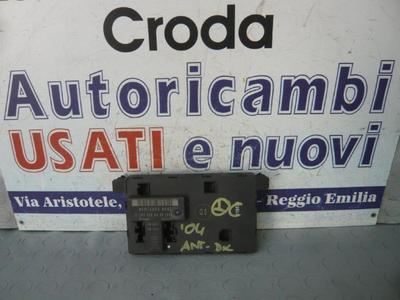 Croda
Autoricambi
USATI e nuovi
Via Aristotele,
- Reggio Emilia
'04
ANT-DX